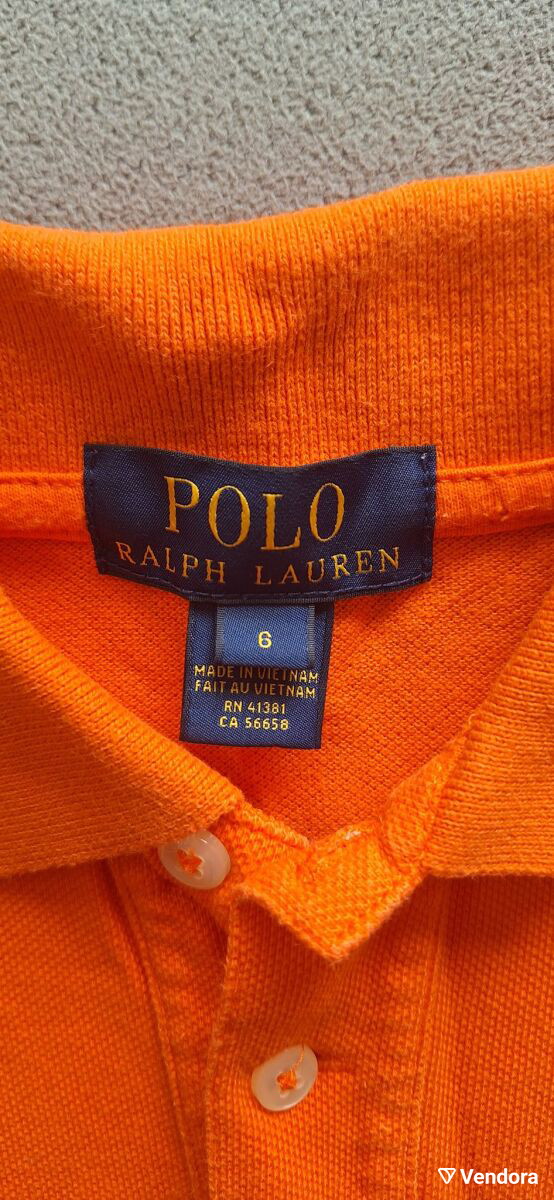 POLO
RALPH LAUREN
6
MADE IN VIETNAM
FAIT AU VIETNAM
RN 41381
CA 56658
Vendora